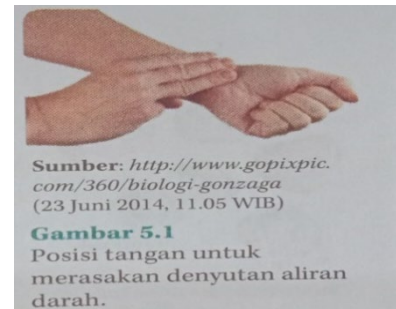 Sumber: http://www.gopixpic.
com/360/biologi-gonzaga
(23 Juni 2014, 11.05 WIB)
Gambar 5.1
Posisi tangan untuk
merasakan denyutan aliran
darah.